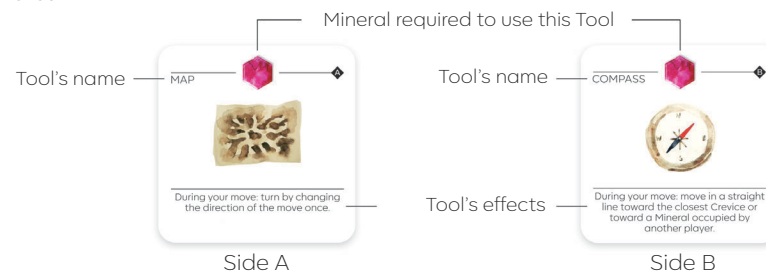 Mineral required to use this Tool
Tool's name
MAP
A
During your move: turn by changing
the direction of the move once.
Side A
Tool's name
COMPASS
B
Tool's effects
During your move: move in a straight
line toward the closest Crevice or
toward a Mineral occupied by
another player.
Side B